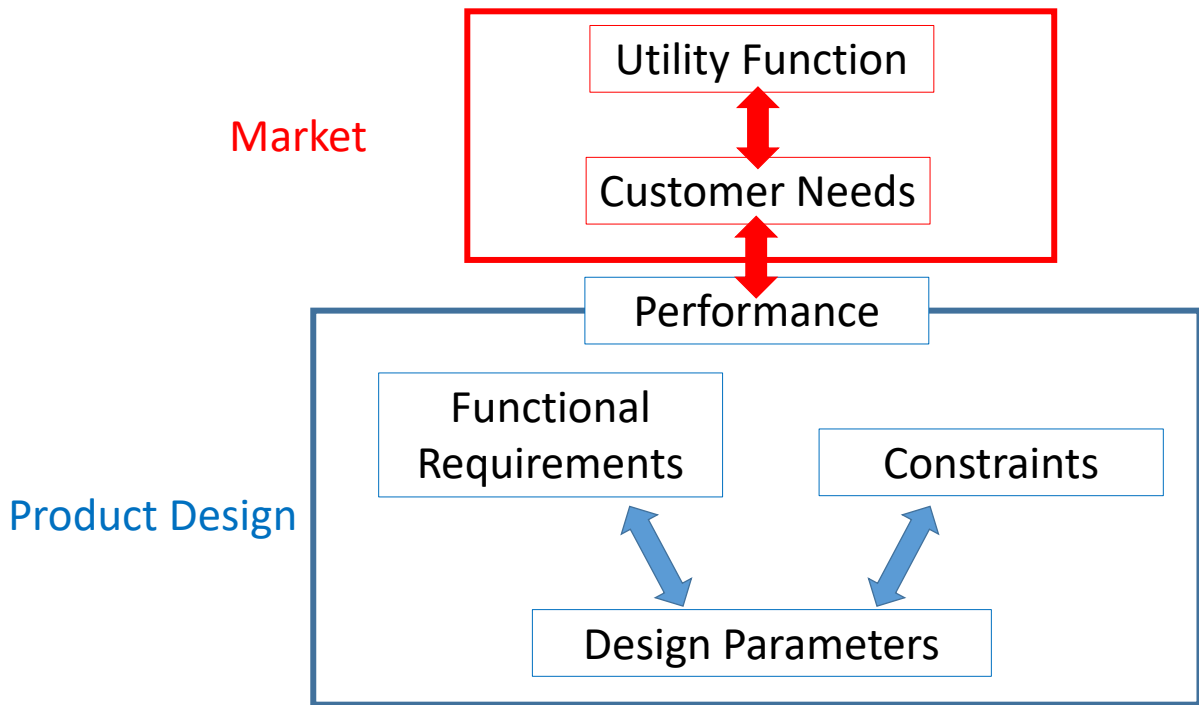 Utility Function
Market
Customer Needs
Performance
Functional
Requirements
Constraints
Product Design
Design Parameters